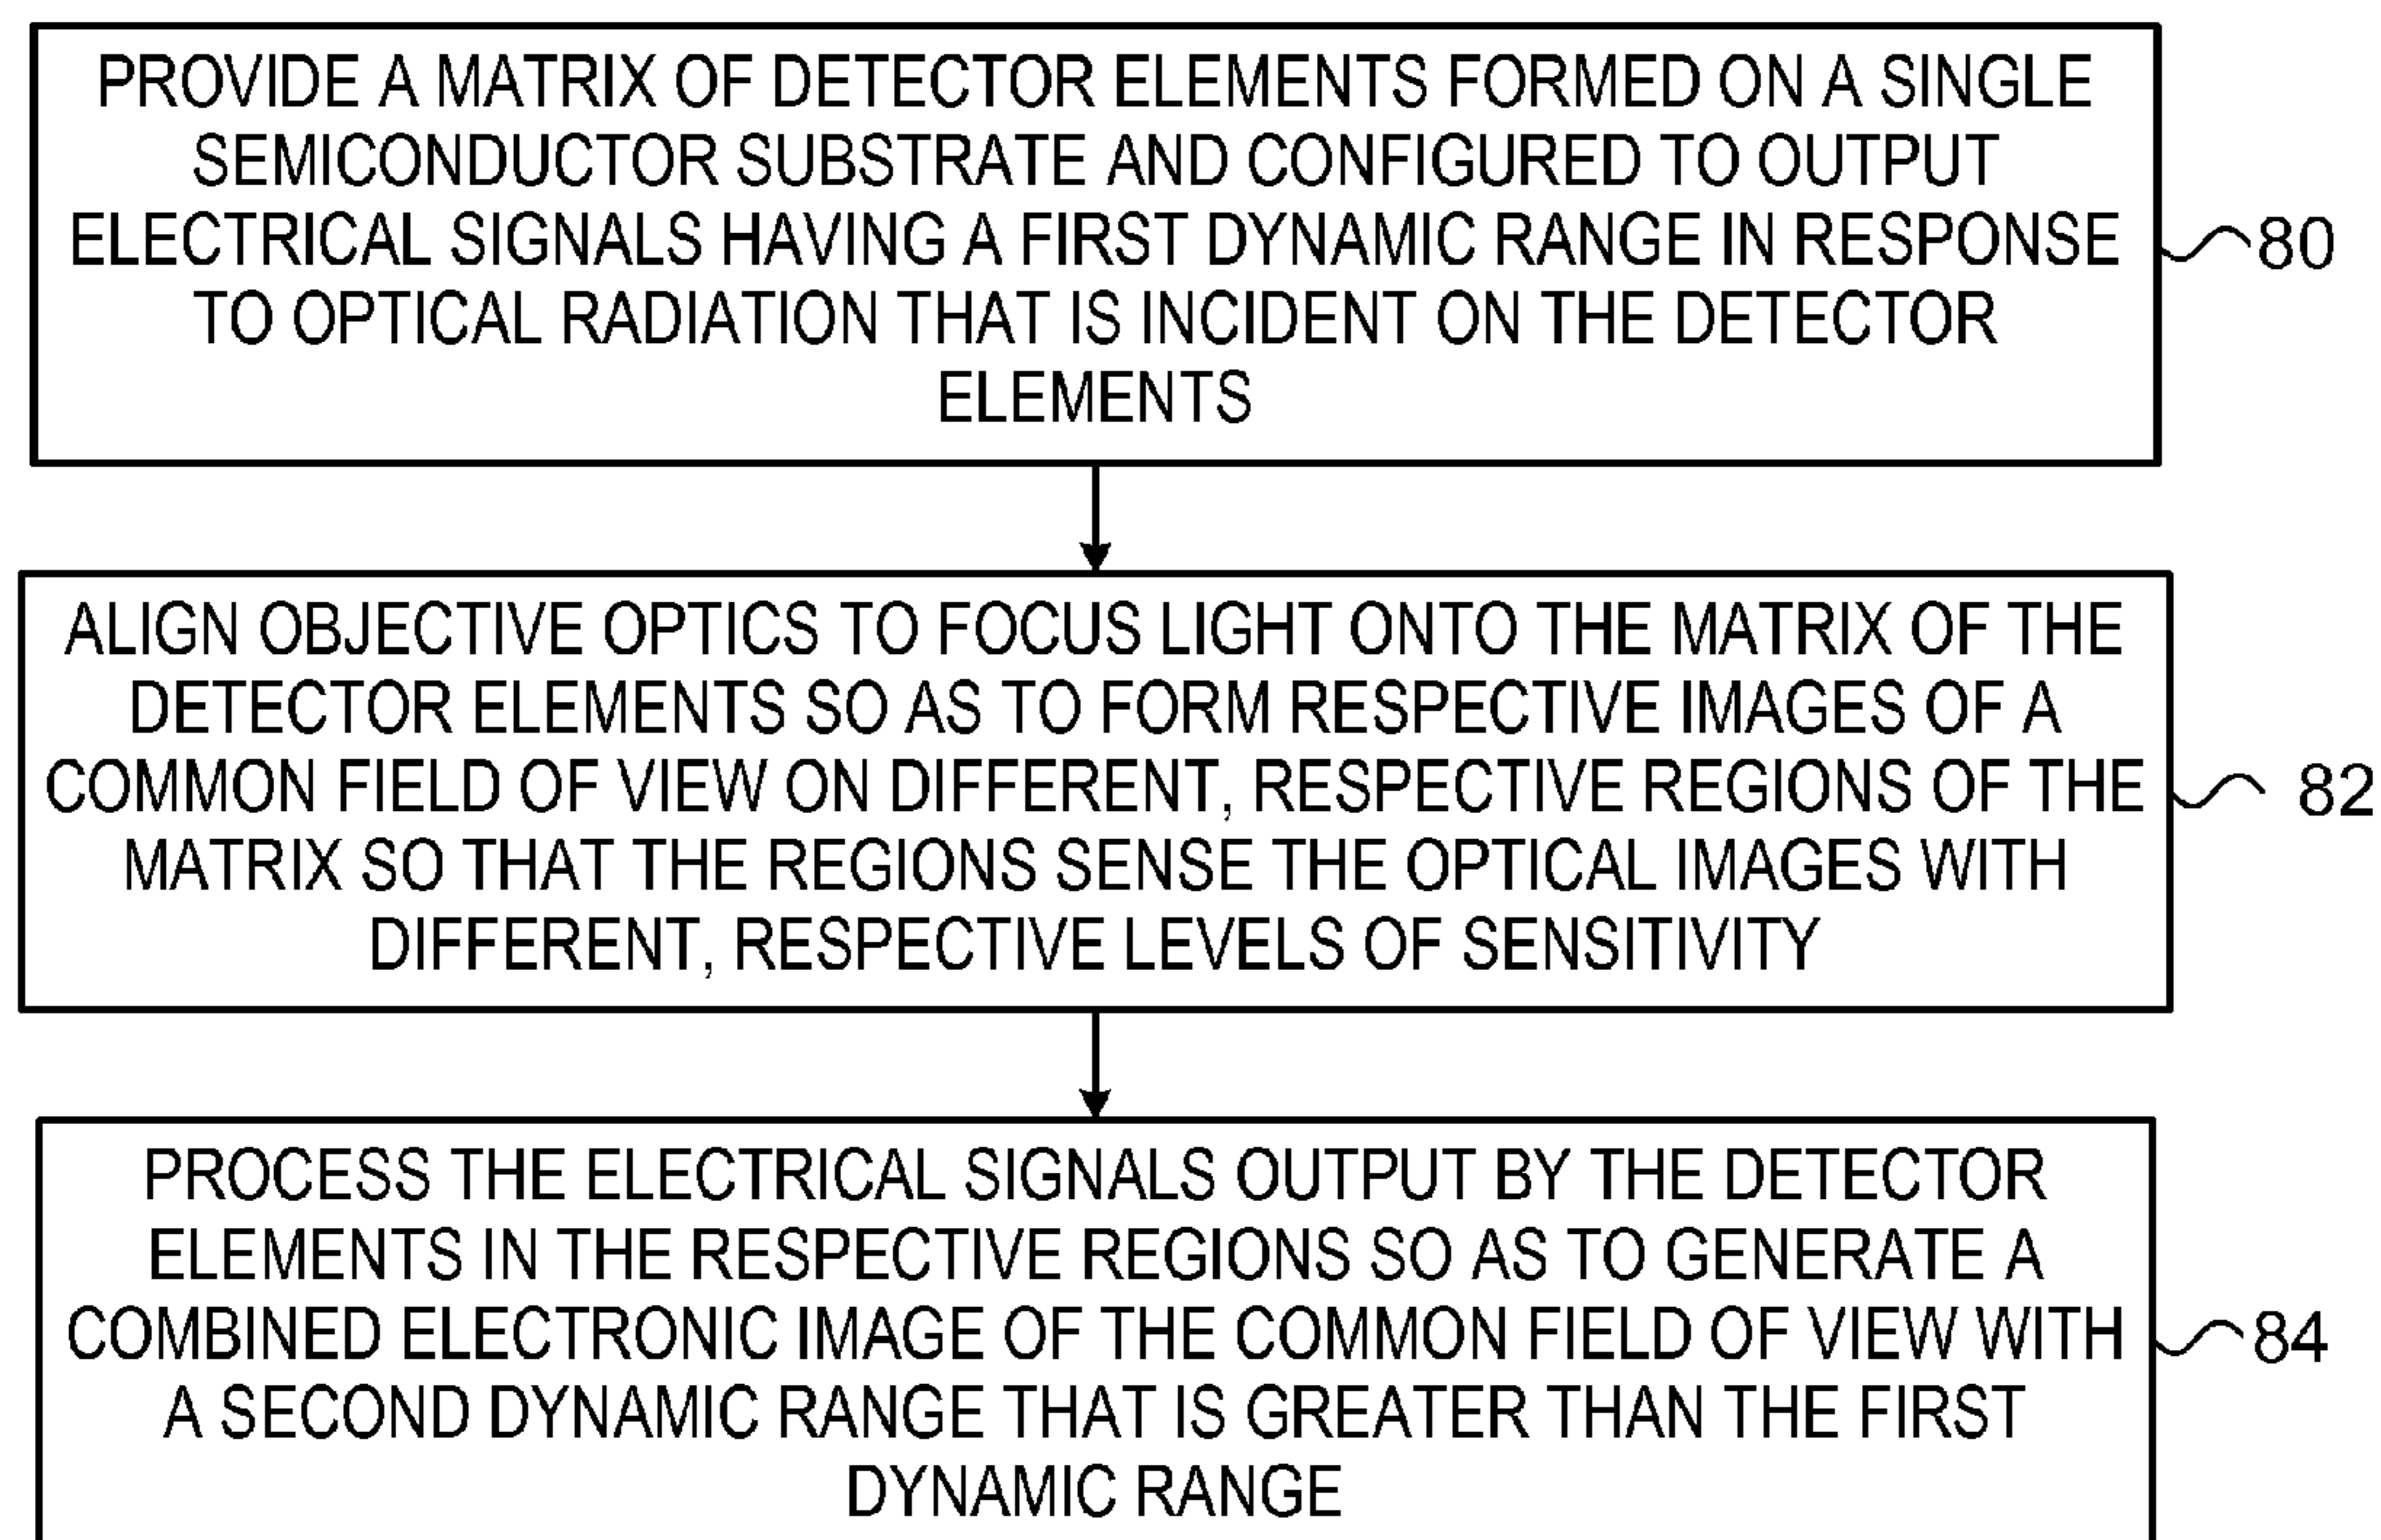 PROVIDE A MATRIX OF DETECTOR ELEMENTS FORMED ON A SINGLE
SEMICONDUCTOR SUBSTRATE AND CONFIGURED TO OUTPUT
ELECTRICAL SIGNALS HAVING A FIRST DYNAMIC RANGE IN RESPONSE
TO OPTICAL RADIATION THAT IS INCIDENT ON THE DETECTOR
ELEMENTS
80
ALIGN OBJECTIVE OPTICS TO FOCUS LIGHT ONTO THE MATRIX OF THE
DETECTOR ELEMENTS SO AS TO FORM RESPECTIVE IMAGES OF A
COMMON FIELD OF VIEW ON DIFFERENT, RESPECTIVE REGIONS OF THE
MATRIX SO THAT THE REGIONS SENSE THE OPTICAL IMAGES WITH
DIFFERENT, RESPECTIVE LEVELS OF SENSITIVITY
82
PROCESS THE ELECTRICAL SIGNALS OUTPUT BY THE DETECTOR
ELEMENTS IN THE RESPECTIVE REGIONS SO AS TO GENERATE A
COMBINED ELECTRONIC IMAGE OF THE COMMON FIELD OF VIEW WITH
A SECOND DYNAMIC RANGE THAT IS GREATER THAN THE FIRST
DYNAMIC RANGE
84